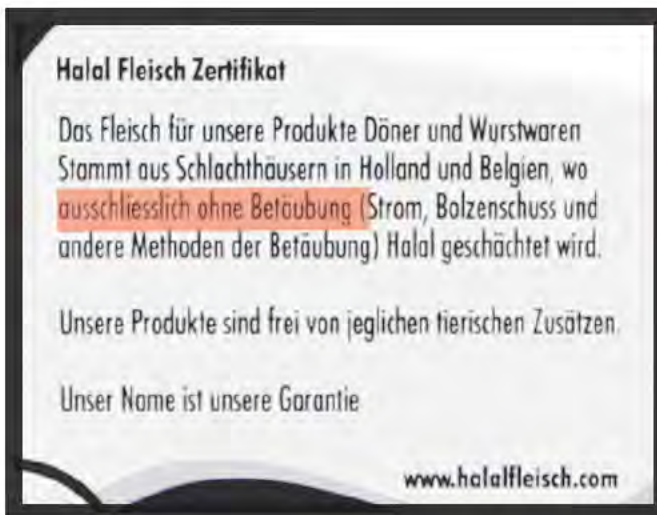 Halal Fleisch Zertifikat
Das Fleisch für unsere Produkte Döner und Wurstwaren
Stammt aus Schlachthäusern in Holland und Belgien, wo
ausschliesslich ohne Betäubung (Strom, Bolzenschuss und
andere Methoden der Betäubung) Halal geschächtet wird.
Unsere Produkte sind frei von jeglichen tierischen Zusätzen.
Unser Name ist unsere Garantie
www.halalfleisch.com